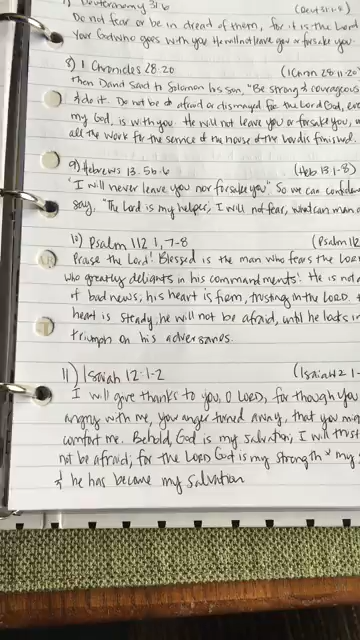 7) Deuteronomy 31:6 (Deut 31:1-8)
Do not fear or be in dread of them, for it is the Lord
Your God who goes with you He will not leave you or forsake you.
8) 1 Chronicles 28:20 (1 Chron 28:11-20
Then David said to Solomon his son, "Be strong & courageous
& do it. Do not be afraid or dismayed for the Lord God, even
my God, is with you. He will not leave you or forsake you, u
all the work for the service of the house of the Lord is finished.
9) Hebrews 13:5b-6 (Heb 13:1-8)
"I will never leave you nor forsake you" So we can confiden
say, "The Lord is my helper, I will not fear, what can man d
10) Psalm 112 1, 7-8 (Psalm 112
Praise the Lord! Blessed is the man who fears the Lor
who greatly delights in his commandments! He is not a
of bad news, his heart is firm, trusting in the LORD.
heart is steady, he will not be afraid, until he looks in
triumph on his adversaries.
11) Isaiah 12:1-2 (Isaiah 12 1-
I will give thanks to you, O LORD, for though you
angry with me, your anger turned away, that you mig
comfort me. Behold, God is my salvation, I will trust
not be afraid, for the LORD God is my strength & my s
& he has become my salvation